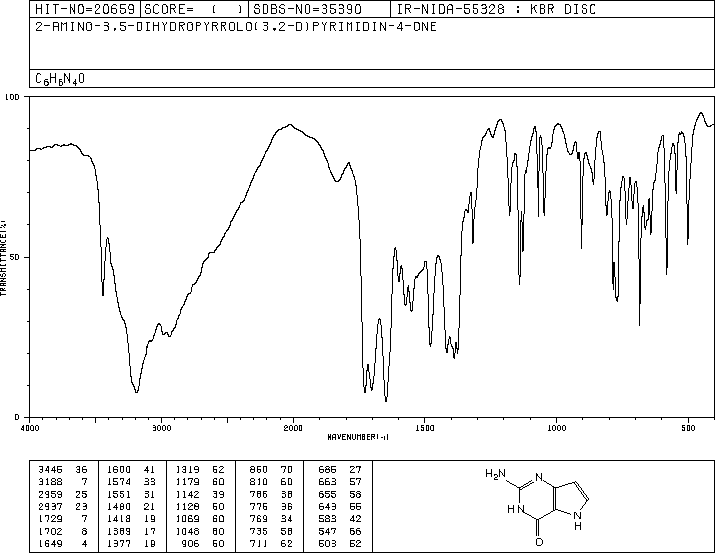 HIT-NO=20659 SCORE= ( ) SDBS-NO=35390 IR-NIDA-55328 : KBR DISC
2-AMINO-3,5-DIHYDROPYRROLO(3,2-D)PYRIMIDIN-4-ONE
C6H6N4O
100
50
0
TRANSMITTANCE(%)
4000 3000 2000 1500 1000 500
WAVENUMBER(-1)
3445 36 1600 41 1319 52 860 70 686 27
3188 7 1574 33 1179 60 810 60 663 57
2959 25 1551 31 1142 39 786 38 655 58
2937 23 1480 21 1128 50 776 36 643 55
1729 7 1418 19 1069 60 769 34 583 42
1702 8 1389 17 1048 60 735 58 547 66
1649 4 1377 19 906 50 711 62 503 52
H2N
N
HN
N
H
O